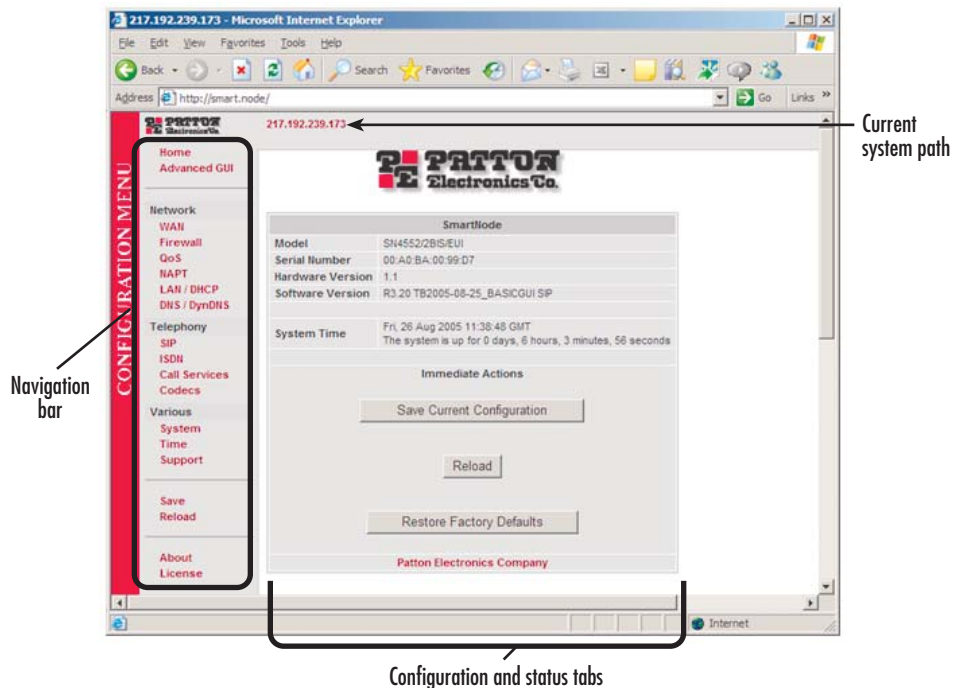 217.192.239.173 - Microsoft Internet Explorer
File Edit View Favorites Tools Help
Back Search Favorites
Address http://smart.node/ Go Links »
PATTON
Electronics Co.
217.192.239.173
Current
system path
CONFIGURATION MENU
Home
Advanced GUI
Network
WAN
Firewall
QoS
NAPT
LAN / DHCP
DNS / DynDNS
Telephony
SIP
ISDN
Call Services
Codecs
Various
System
Time
Support
Save
Reload
About
License
Navigation
bar
PE PATTON
Electronics Co.
SmartNode
Model SN4552/2BIS/EUI
Serial Number 00:A0:BA:00:99:D7
Hardware Version 1.1
Software Version R3.20 TB2005-08-25_BASICGUI SIP
System Time Fri, 26 Aug 2005 11:38:48 GMT
The system is up for 0 days, 6 hours, 3 minutes, 56 seconds
Immediate Actions
Save Current Configuration
Reload
Restore Factory Defaults
Patton Electronics Company
Internet
Configuration and status tabs